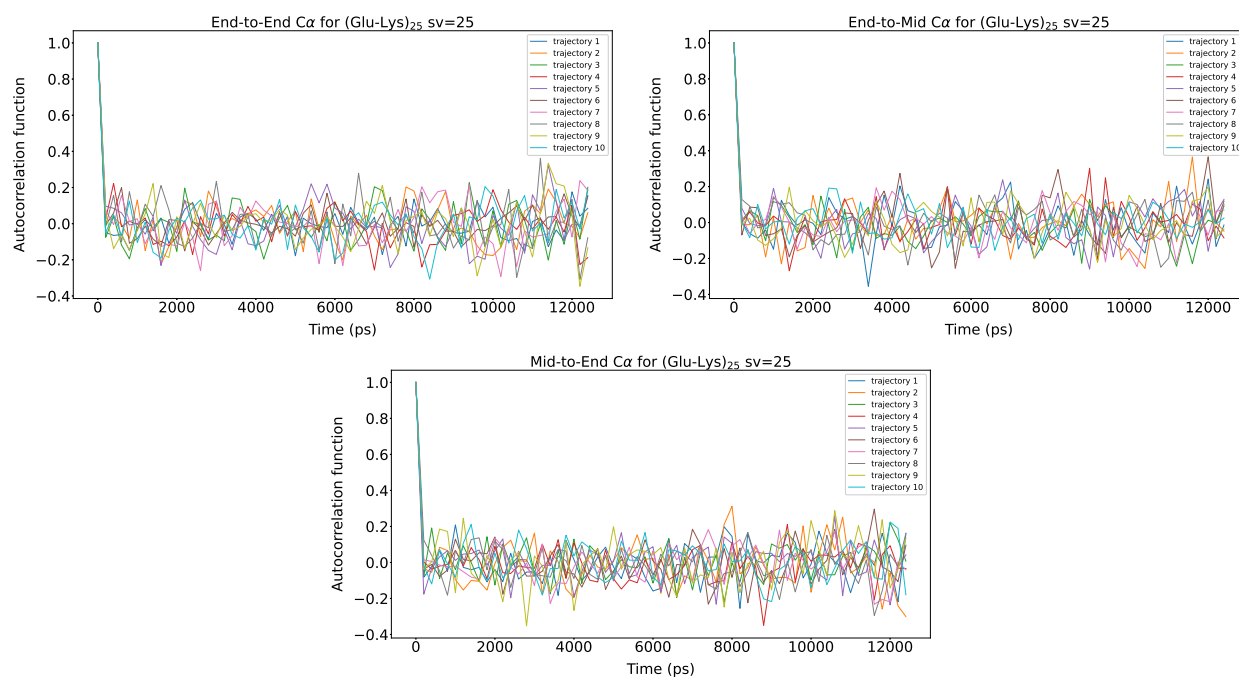 End-to-End Cα for (Glu-Lys)₂₅ sv=25
Autocorrelation function
1.0
0.8
0.6
0.4
0.2
0.0
−0.2
−0.4
0 2000 4000 6000 8000 10000 12000
Time (ps)
trajectory 1
trajectory 2
trajectory 3
trajectory 4
trajectory 5
trajectory 6
trajectory 7
trajectory 8
trajectory 9
trajectory 10
End-to-Mid Cα for (Glu-Lys)₂₅ sv=25
Autocorrelation function
1.0
0.8
0.6
0.4
0.2
0.0
−0.2
−0.4
0 2000 4000 6000 8000 10000 12000
Time (ps)
trajectory 1
trajectory 2
trajectory 3
trajectory 4
trajectory 5
trajectory 6
trajectory 7
trajectory 8
trajectory 9
trajectory 10
Mid-to-End Cα for (Glu-Lys)₂₅ sv=25
Autocorrelation function
1.0
0.8
0.6
0.4
0.2
0.0
−0.2
−0.4
0 2000 4000 6000 8000 10000 12000
Time (ps)
trajectory 1
trajectory 2
trajectory 3
trajectory 4
trajectory 5
trajectory 6
trajectory 7
trajectory 8
trajectory 9
trajectory 10